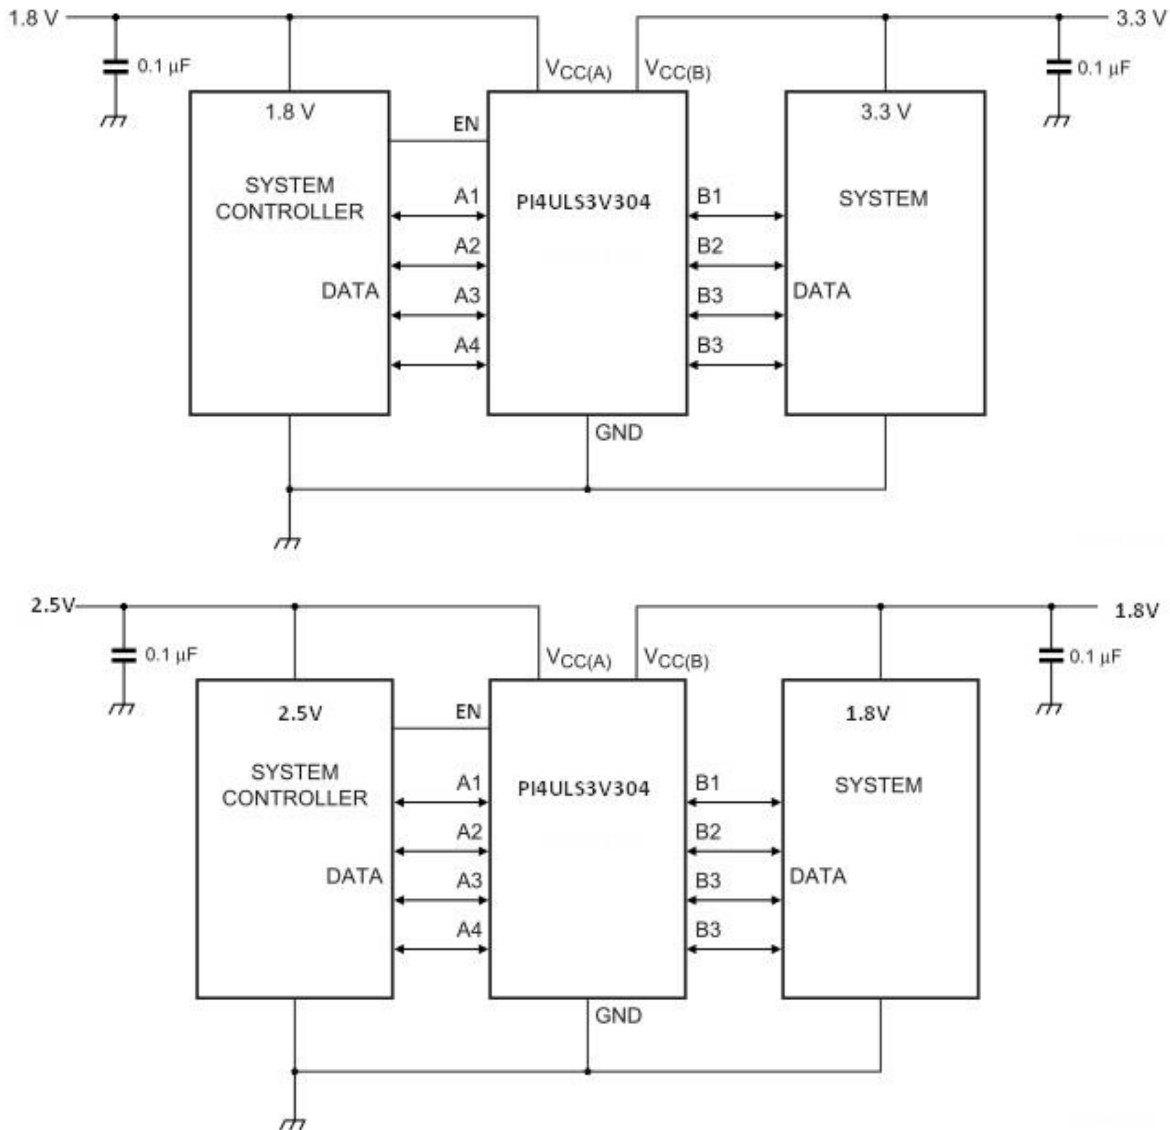 1.8 V
3.3 V
0.1 µF
VCC(A)
VCC(B)
0.1 µF
1.8 V
EN
3.3 V
SYSTEM
CONTROLLER
A1
PI4ULS3V304
B1
SYSTEM
A2
B2
DATA
A3
B3
DATA
A4
B3
GND
2.5V
1.8V
0.1 µF
VCC(A)
VCC(B)
0.1 µF
2.5V
EN
1.8V
SYSTEM
CONTROLLER
A1
PI4ULS3V304
B1
SYSTEM
A2
B2
DATA
A3
B3
DATA
A4
B3
GND